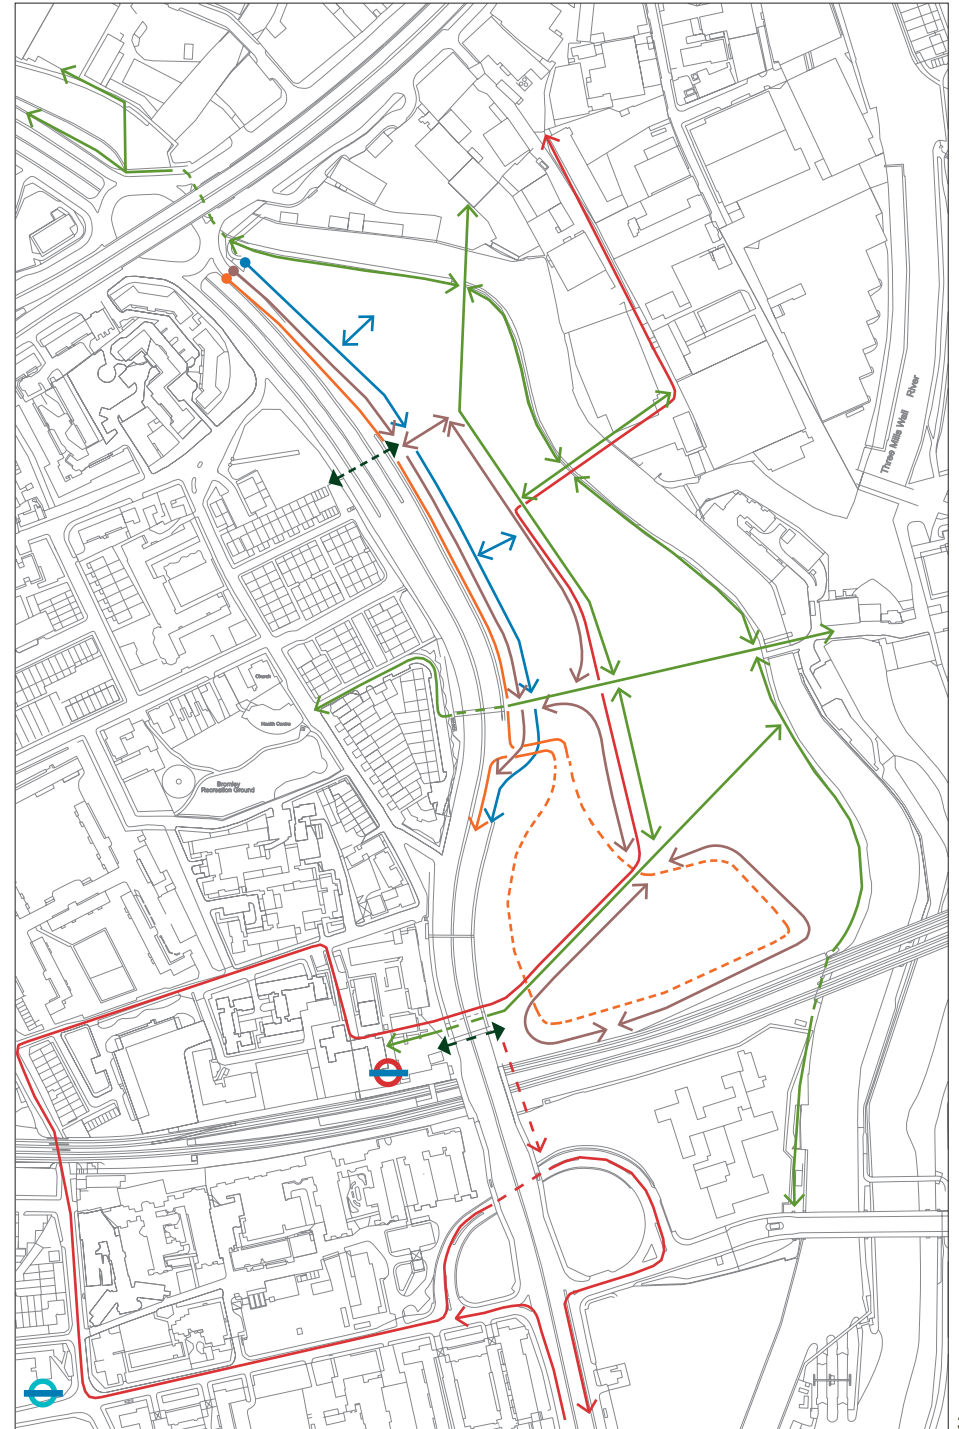 Three Mills Wall River
Church
Health Centre
Bromley
Recreation Ground